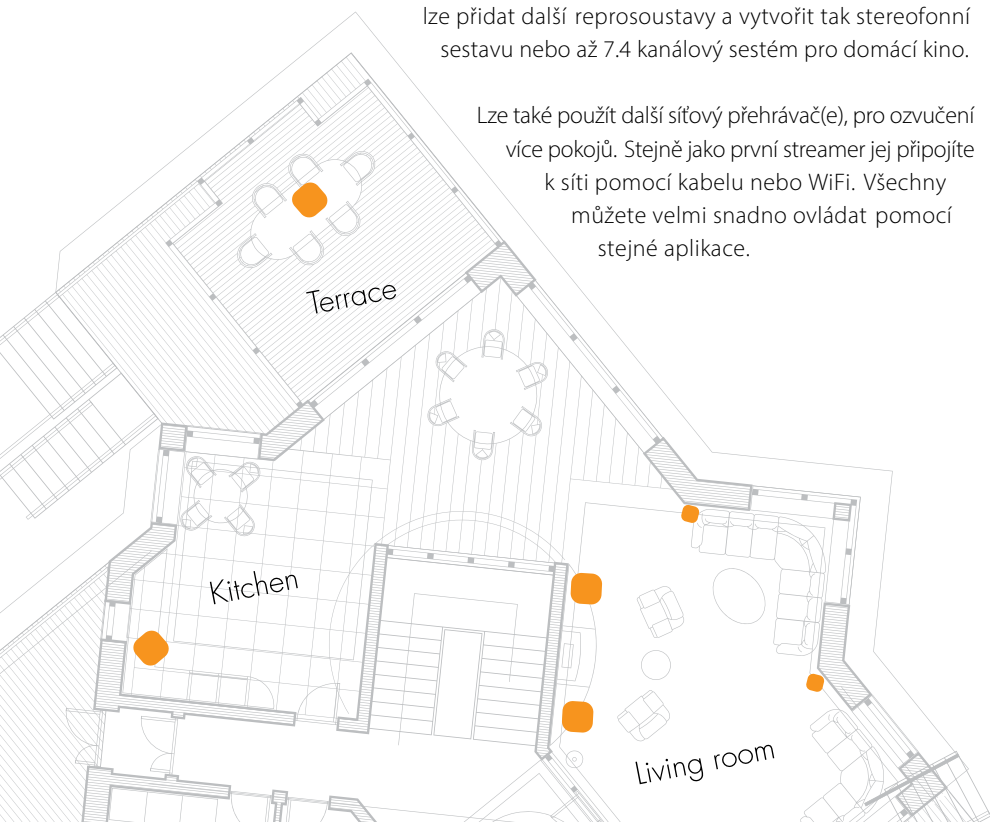 lze přidat další reprosoustavy a vytvořit tak stereofonní
sestavu nebo až 7.4 kanálový sestém pro domácí kino.
Lze také použít další síťový přehrávač(e), pro ozvučení
více pokojů. Stejně jako první streamer jej připojíte
k síti pomocí kabelu nebo WiFi. Všechny
můžete velmi snadno ovládat pomocí
stejné aplikace.
Terrace
Kitchen
Living room